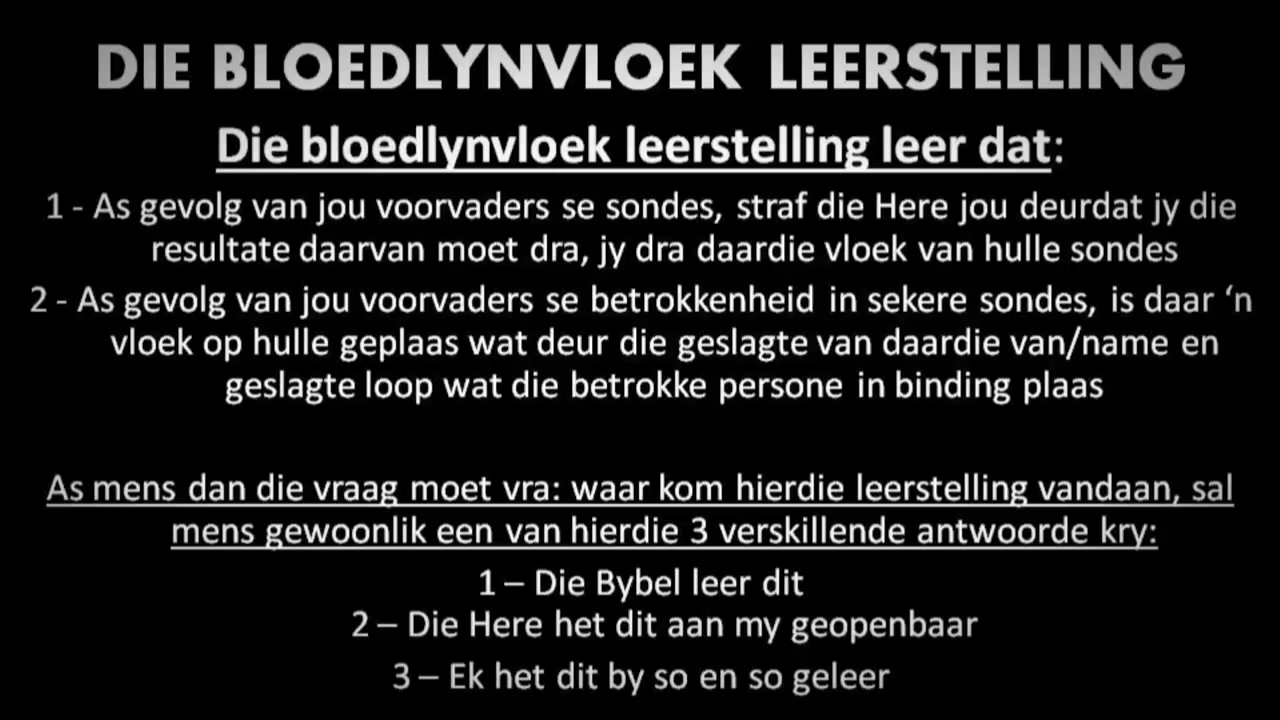 DIE BLOEDLYNVLOEK LEERSTELLING
Die bloedlynvloek leerstelling leer dat:
1 - As gevolg van jou voorvaders se sondes, straf die Here jou deurdat jy die
resultate daarvan moet dra, jy dra daardie vloek van hulle sondes
2 - As gevolg van jou voorvaders se betrokkenheid in sekere sondes, is daar ‘n
vloek op hulle geplaas wat deur die geslagte van daardie van/name en
geslagte loop wat die betrokke persone in binding plaas
As mens dan die vraag moet vra: waar kom hierdie leerstelling vandaan, sal
mens gewoonlik een van hierdie 3 verskillende antwoorde kry:
1 – Die Bybel leer dit
2 – Die Here het dit aan my geopenbaar
3 – Ek het dit by so en so geleer